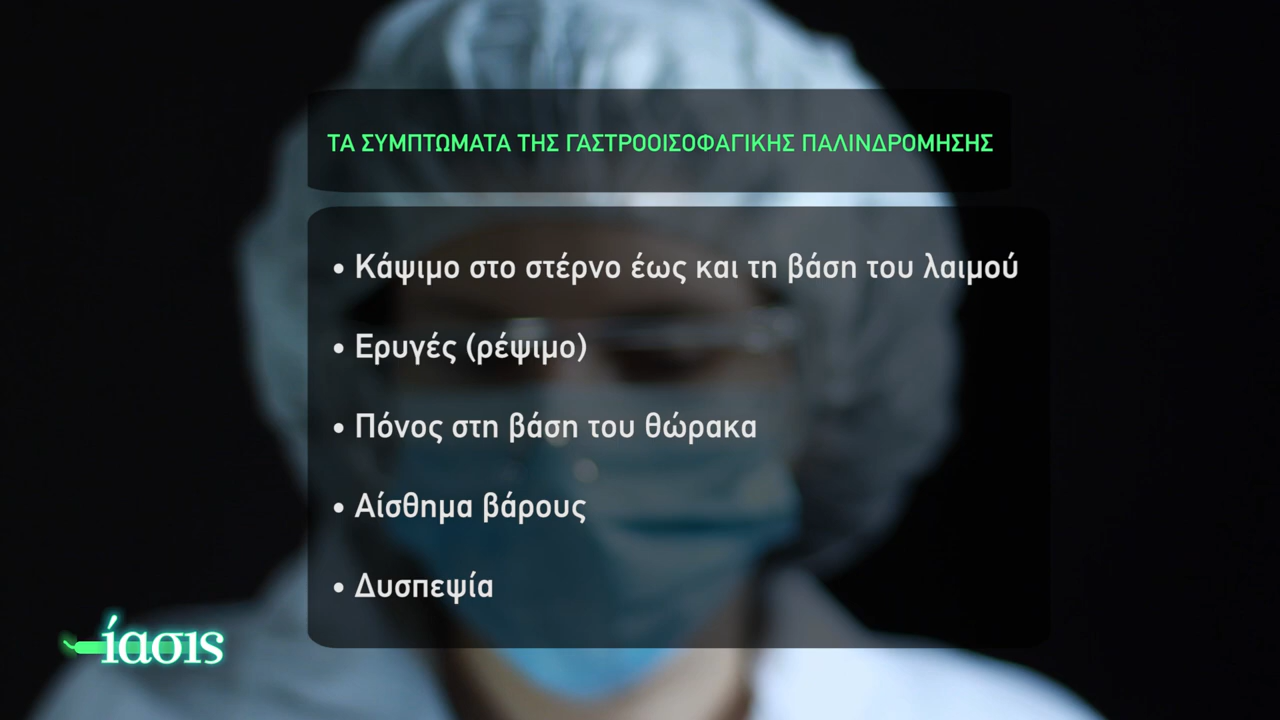 ΤΑ ΣΥΜΠΤΩΜΑΤΑ ΤΗΣ ΓΑΣΤΡΟΟΙΣΟΦΑΓΙΚΗΣ ΠΑΛΙΝΔΡΟΜΗΣΗΣ
• Κάψιμο στο στέρνο έως και τη βάση του λαιμού
• Ερυγές (ρέψιμο)
• Πόνος στη βάση του θώρακα
• Αίσθημα βάρους
• Δυσπεψία
ίασις